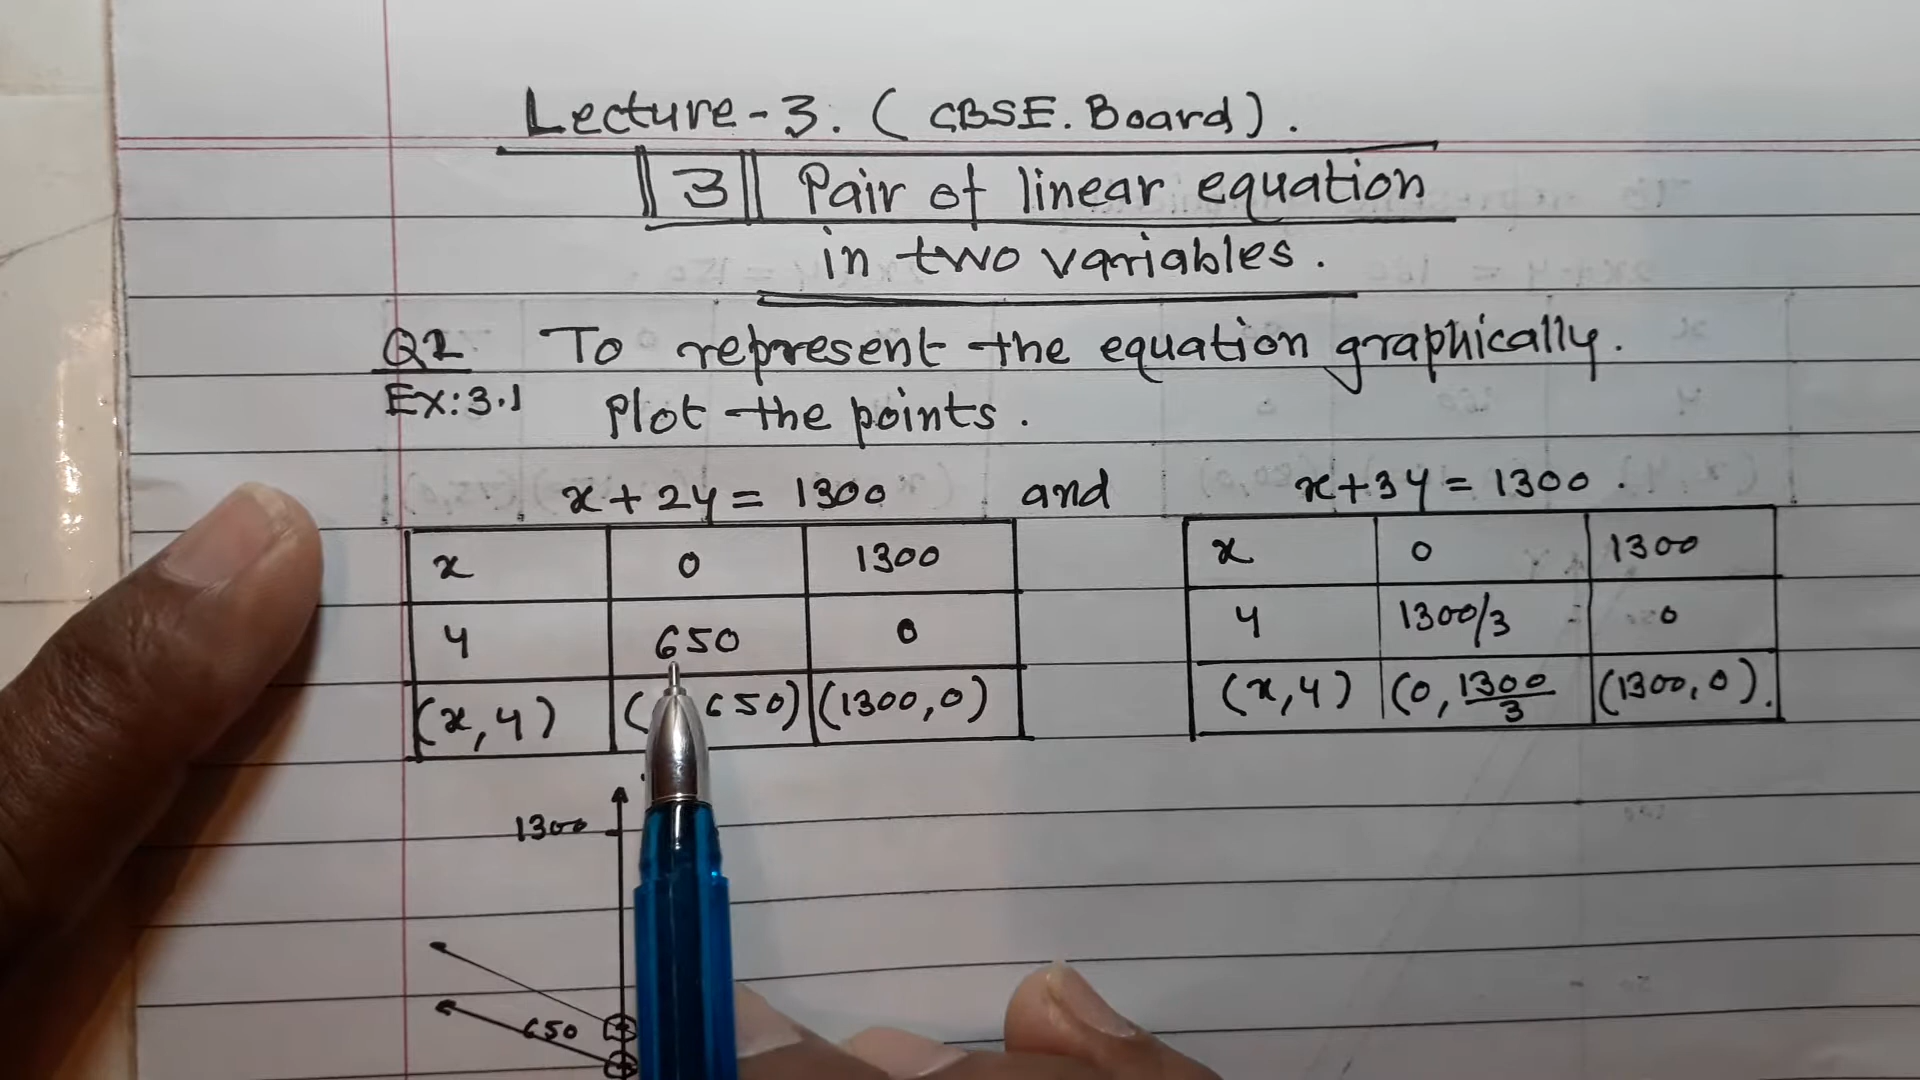 Lecture-3. (CBSE. Board).
3 Pair of linear equation
in two variables.
Q2 To represent the equation graphically.
Ex: 3.1 Plot the points.
x + 2y = 1300 and x+3y = 1300.
x 0 1300 x 0 1300
y 650 0 y 1300/3 0
(x,y) ( 650) (1300,0) (x,y) (0, 1300/3 (1300,0).
1300
650